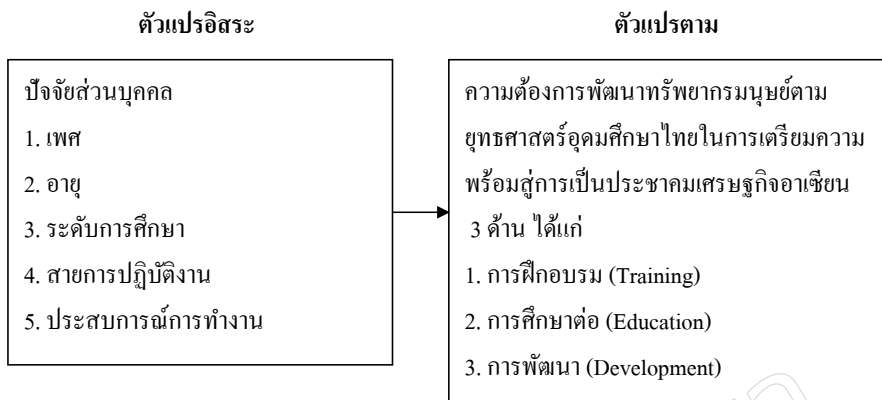 ตัวแปรอิสระ
ปัจจัยส่วนบุคคล
1. เพศ
2. อายุ
3. ระดับการศึกษา
4. สายการปฏิบัติงาน
5. ประสบการณ์การทำงาน
ตัวแปรตาม
ความต้องการพัฒนาทรัพยากรมนุษย์ตาม
ยุทธศาสตร์อุดมศึกษาไทยในการเตรียมความ
พร้อมสู่การเป็นประชาคมเศรษฐกิจอาเซียน
3 ด้าน ได้แก่
1. การฝึกอบรม (Training)
2. การศึกษาต่อ (Education)
3. การพัฒนา (Development)